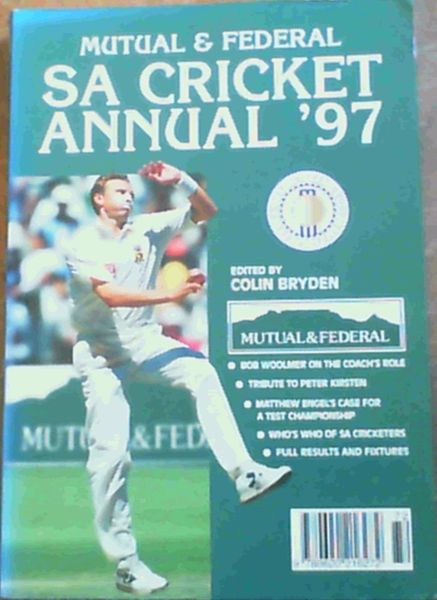 MUTUAL & FEDERAL
SA CRICKET
ANNUAL '97
EDITED BY
COLIN BRYDEN
MUTUAL&FEDERAL
• BOB WOOLMER ON THE COACH'S ROLE
• TRIBUTE TO PETER KIRSTEN
• MATTHEW ENGEL'S CASE FOR
A TEST CHAMPIONSHIP
• WHO'S WHO OF SA CRICKETERS
• FULL RESULTS AND FIXTURES
MUTU & FED